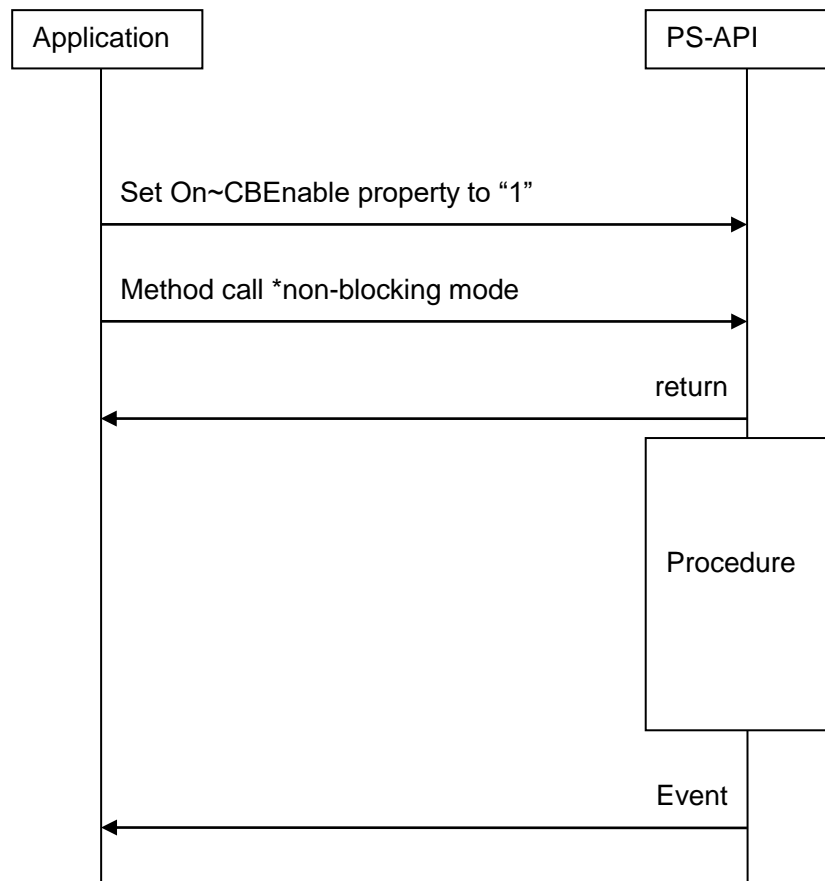 Application
PS-API
Set On~CBEnable property to “1”
Method call *non-blocking mode
return
Procedure
Event